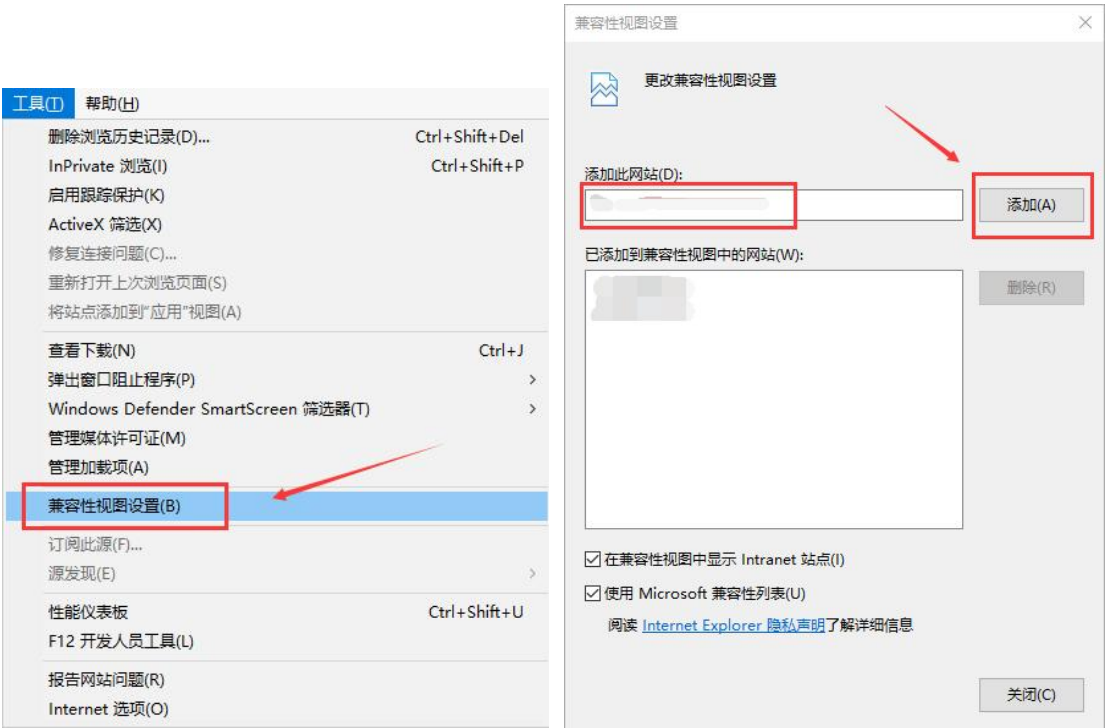 工具(T) 帮助(H)
删除浏览历史记录(D)... Ctrl+Shift+Del
InPrivate 浏览(I) Ctrl+Shift+P
启用跟踪保护(K)
ActiveX 筛选(X)
修复连接问题(C)...
重新打开上次浏览页面(S)
将站点添加到“应用”视图(A)
查看下载(N) Ctrl+J
弹出窗口阻止程序(P)
Windows Defender SmartScreen 筛选器(T)
管理媒体许可证(M)
管理加载项(A)
兼容性视图设置(B)
订阅此源(F)...
源发现(E)
性能仪表板 Ctrl+Shift+U
F12 开发人员工具(L)
报告网站问题(R)
Internet 选项(O)
兼容性视图设置
更改兼容性视图设置
添加此网站(D):
添加(A)
已添加到兼容性视图中的网站(W):
删除(R)
在兼容性视图中显示 Intranet 站点(I)
使用 Microsoft 兼容性列表(U)
阅读 Internet Explorer 隐私声明了解详细信息
关闭(C)